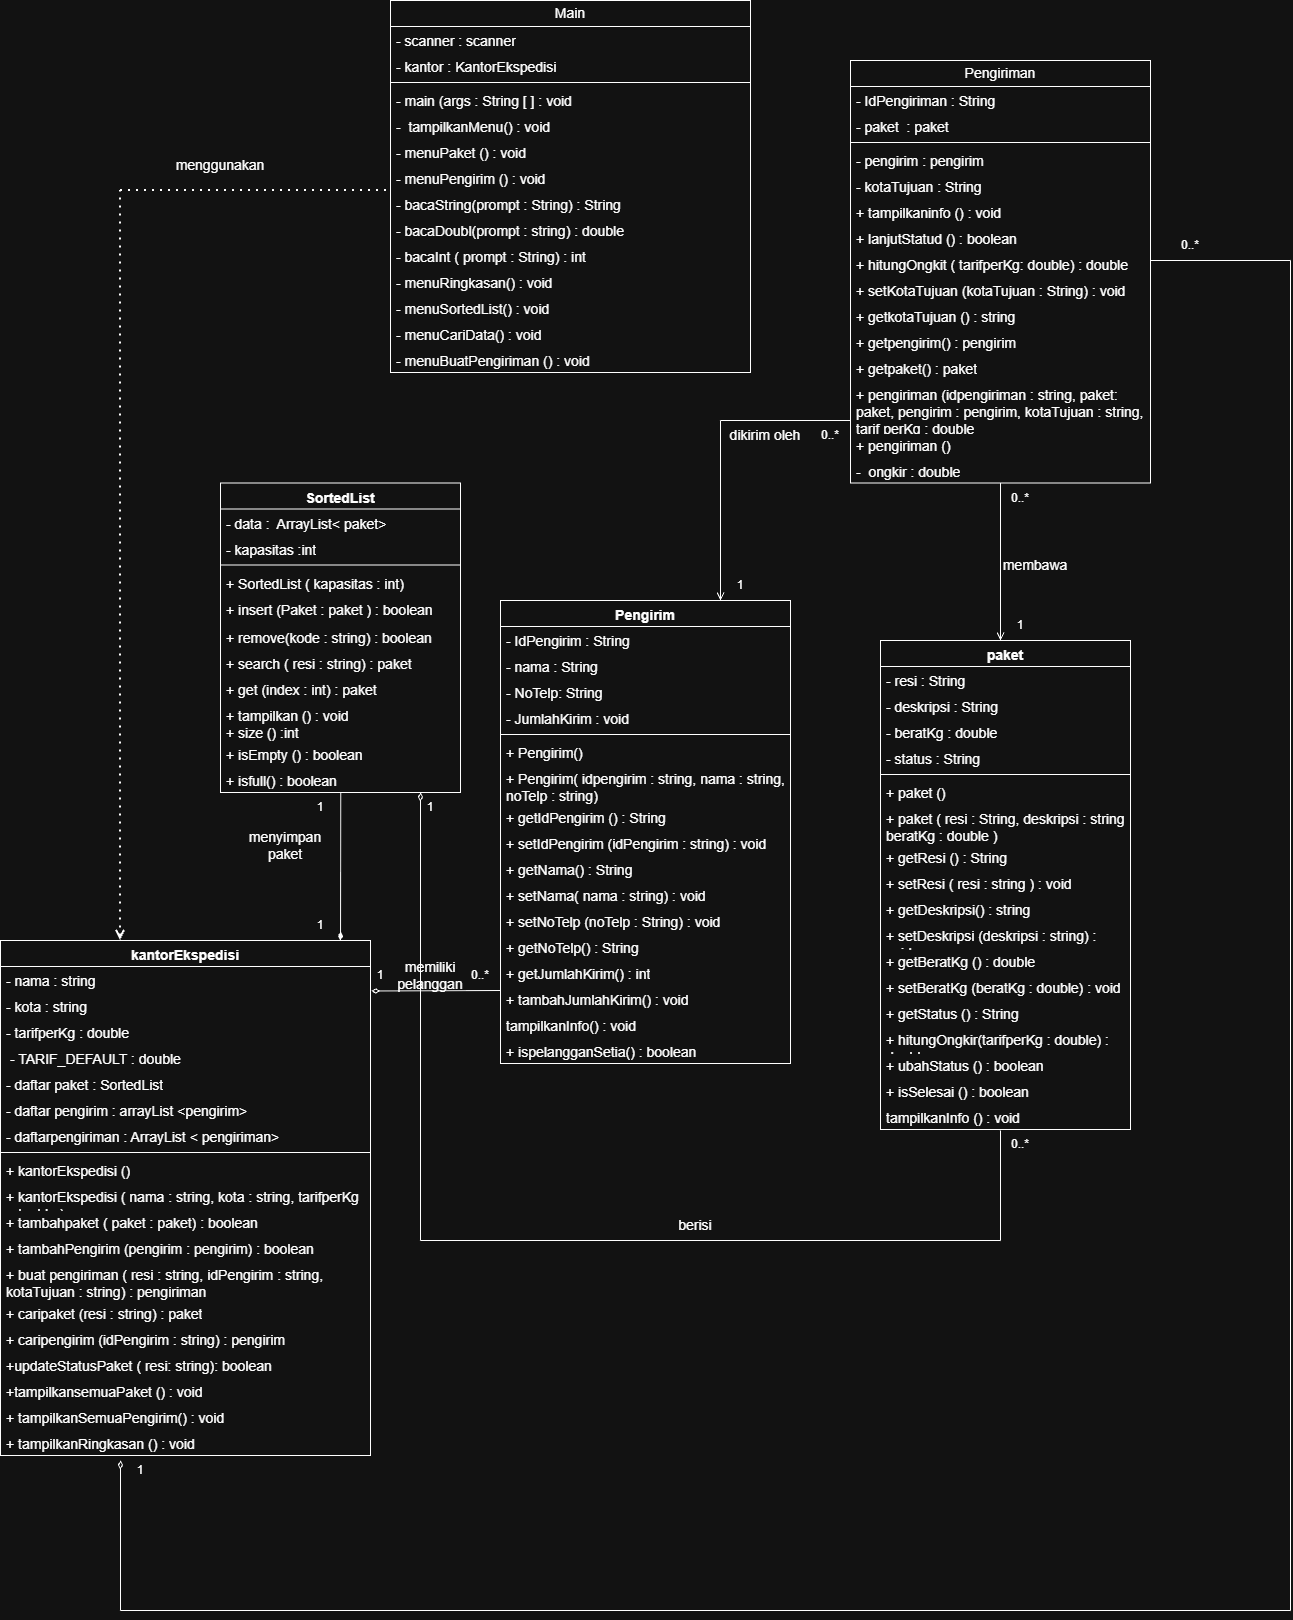 Main
- scanner : scanner
- kantor : KantorEkspedisi
- main (args : String [ ] : void
-  tampilkanMenu() : void
- menuPaket () : void
- menuPengirim () : void
- bacaString(prompt : String) : String
- bacaDoubl(prompt : string) : double
- bacaInt ( prompt : String) : int
- menuRingkasan() : void
- menuSortedList() : void
- menuCariData() : void
- menuBuatPengiriman () : void
Pengiriman
- IdPengiriman : String
- paket  : paket
- pengirim : pengirim
- kotaTujuan : String
+ tampilkaninfo () : void
+ lanjutStatud () : boolean
+ hitungOngkit ( tarifperKg: double) : double
+ setKotaTujuan (kotaTujuan : String) : void
+ getkotaTujuan () : string
+ getpengirim() : pengirim
+ getpaket() : paket
+ pengiriman (idpengiriman : string, paket:
paket, pengirim : pengirim, kotaTujuan : string,
tarif perKg : double
+ pengiriman ()
-  ongkir : double
menggunakan
0..*
dikirim oleh
0..*
1
0..*
membawa
1
SortedList
- data :  ArrayList< paket>
- kapasitas :int
+ SortedList ( kapasitas : int)
+ insert (Paket : paket ) : boolean
+ remove(kode : string) : boolean
+ search ( resi : string) : paket
+ get (index : int) : paket
+ tampilkan () : void
+ size () :int
+ isEmpty () : boolean
+ isfull() : boolean
1
1
menyimpan
paket
1
Pengirim
- IdPengirim : String
- nama : String
- NoTelp: String
- JumlahKirim : void
+ Pengirim()
+ Pengirim( idpengirim : string, nama : string,
noTelp : string)
+ getIdPengirim () : String
+ setIdPengirim (idPengirim : string) : void
+ getNama() : String
+ setNama( nama : string) : void
+ setNoTelp (noTelp : String) : void
+ getNoTelp() : String
+ getJumlahKirim() : int
+ tambahJumlahKirim() : void
tampilkanInfo() : void
+ ispelangganSetia() : boolean
paket
- resi : String
- deskripsi : String
- beratKg : double
- status : String
+ paket ()
+ paket ( resi : String, deskripsi : string
beratKg : double )
+ getResi () : String
+ setResi ( resi : string ) : void
+ getDeskripsi() : string
+ setDeskripsi (deskripsi : string) :
+ getBeratKg () : double
+ setBeratKg (beratKg : double) : void
+ getStatus () : String
+ hitungOngkir(tarifperKg : double) :
+ ubahStatus () : boolean
+ isSelesai () : boolean
tampilkanInfo () : void
0..*
1
memiliki
pelanggan
0..*
berisi
kantorEkspedisi
- nama : string
- kota : string
- tarifperKg : double
- TARIF_DEFAULT : double
- daftar paket : SortedList
- daftar pengirim : arrayList <pengirim>
- daftarpengiriman : ArrayList < pengiriman>
+ kantorEkspedisi ()
+ kantorEkspedisi ( nama : string, kota : string, tarifperKg
+ tambahpaket ( paket : paket) : boolean
+ tambahPengirim (pengirim : pengirim) : boolean
+ buat pengiriman ( resi : string, idPengirim : string,
kotaTujuan : string) : pengiriman
+ caripaket (resi : string) : paket
+ caripengirim (idPengirim : string) : pengirim
+updateStatusPaket ( resi: string): boolean
+tampilkansemuaPaket () : void
+ tampilkanSemuaPengirim() : void
+ tampilkanRingkasan () : void
1